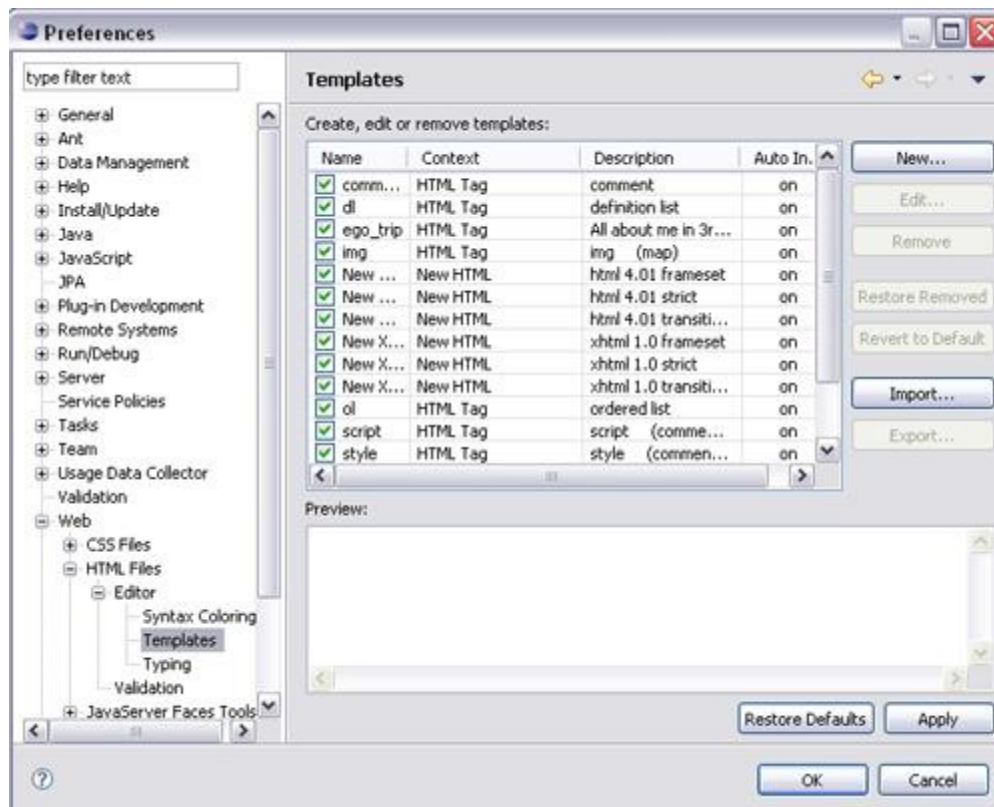 Preferences
type filter text
General
Ant
Data Management
Help
Install/Update
Java
JavaScript
JPA
Plug-in Development
Remote Systems
Run/Debug
Server
Service Policies
Tasks
Team
Usage Data Collector
Validation
Web
CSS Files
HTML Files
Editor
Syntax Coloring
Templates
Typing
Validation
JavaServer Faces Tools
Templates
Create, edit or remove templates:
Name Context Description Auto In.
comm... HTML Tag comment on
dl HTML Tag definition list on
ego_trip HTML Tag All about me in 3r... on
img HTML Tag img (map) on
New ... New HTML html 4.01 frameset on
New ... New HTML html 4.01 strict on
New ... New HTML html 4.01 transiti... on
New X... New HTML xhtml 1.0 frameset on
New X... New HTML xhtml 1.0 strict on
New X... New HTML xhtml 1.0 transiti... on
ol HTML Tag ordered list on
script HTML Tag script (comme... on
style HTML Tag style (commen... on
New...
Edit...
Remove
Restore Removed
Revert to Default
Import...
Export...
Preview:
Restore Defaults Apply
OK Cancel